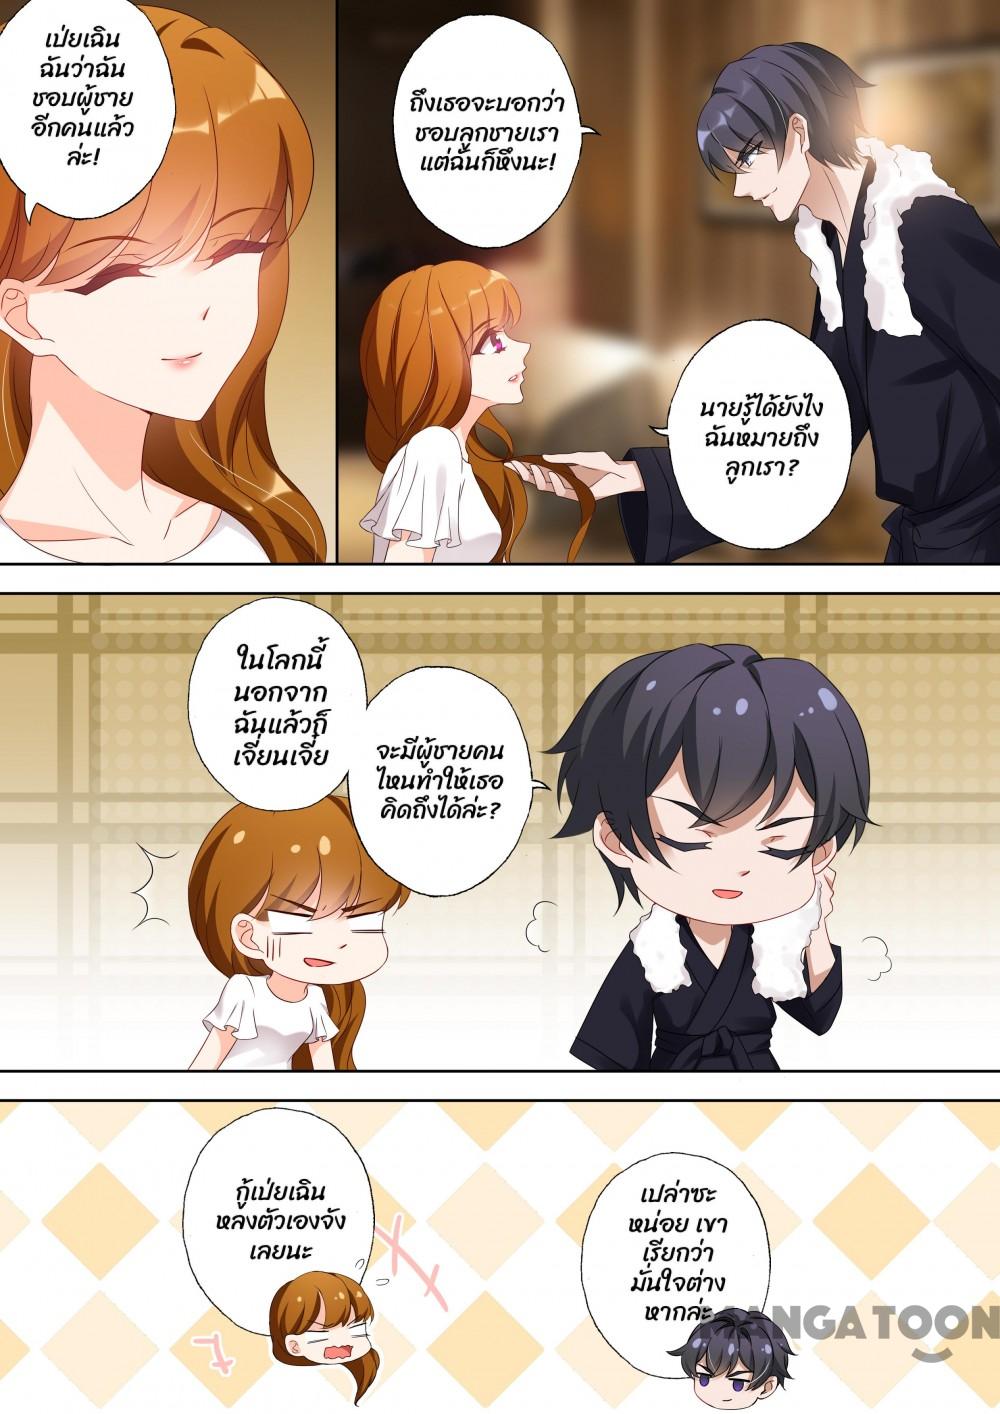 เป่ยเฉิน
ฉันว่าฉัน
ชอบผู้ชาย
อีกคนแล้ว
ล่ะ!
ถึงเธอจะบอกว่า
ชอบลูกชายเรา
แต่ฉันก็หึงนะ!
นายรู้ได้ยังไง
ฉันหมายถึง
ลูกเรา?
ในโลกนี้
นอกจาก
ฉันแล้วก็
เจี่ยนเจี๋ย
จะมีผู้ชายคน
ไหนทำให้เธอ
คิดถึงได้ล่ะ?
กู้เป่ยเฉิน
หลงตัวเองจัง
เลยนะ
เปล่าซะ
หน่อย เขา
เรียกว่า
มั่นใจต่าง
หากล่ะ
MANGATOON